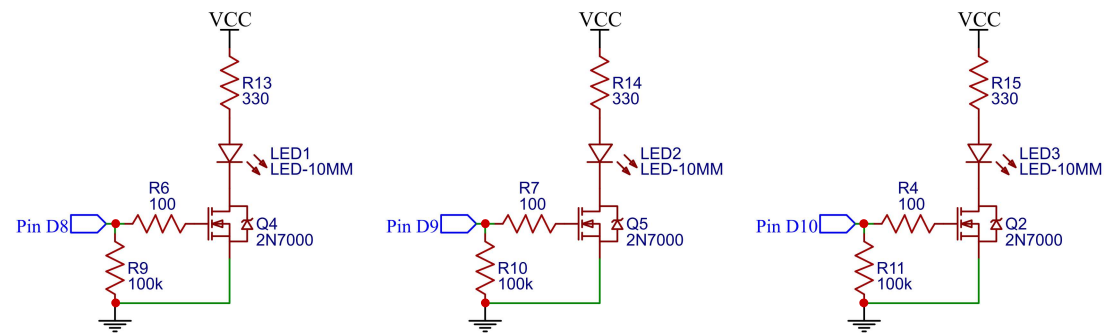 VCC
R13
330
LED1
LED-10MM
R6
100
Pin D8
Q4
2N7000
R9
100k
VCC
R14
330
LED2
LED-10MM
R7
100
Pin D9
Q5
2N7000
R10
100k
VCC
R15
330
LED3
LED-10MM
R4
100
Pin D10
Q2
2N7000
R11
100k